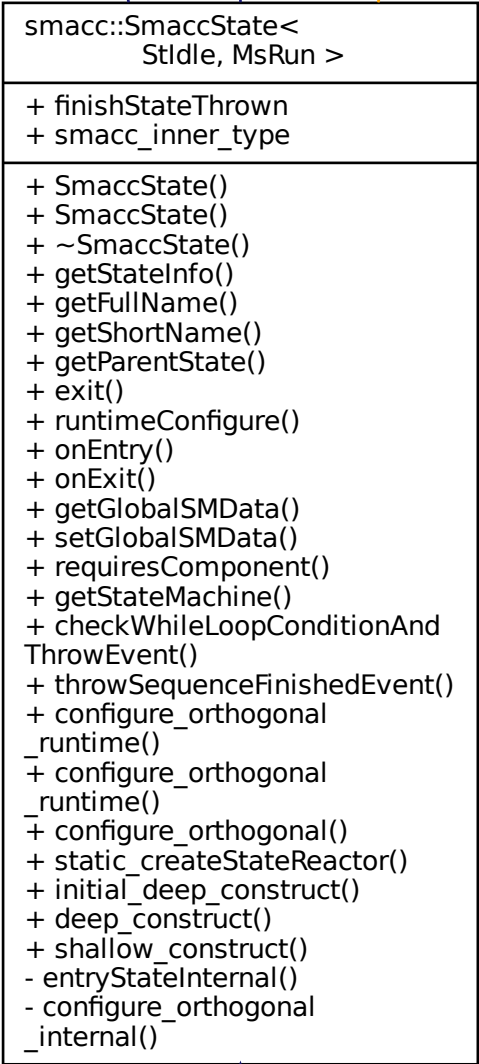 smacc::SmaccState<
StIdle, MsRun >
+ finishStateThrown
+ smacc_inner_type
+ SmaccState()
+ SmaccState()
+ ~SmaccState()
+ getStateInfo()
+ getFullName()
+ getShortName()
+ getParentState()
+ exit()
+ runtimeConfigure()
+ onEntry()
+ onExit()
+ getGlobalSMData()
+ setGlobalSMData()
+ requiresComponent()
+ getStateMachine()
+ checkWhileLoopConditionAnd
ThrowEvent()
+ throwSequenceFinishedEvent()
+ configure_orthogonal
_runtime()
+ configure_orthogonal
_runtime()
+ configure_orthogonal()
+ static_createStateReactor()
+ initial_deep_construct()
+ deep_construct()
+ shallow_construct()
- entryStateInternal()
- configure_orthogonal
_internal()